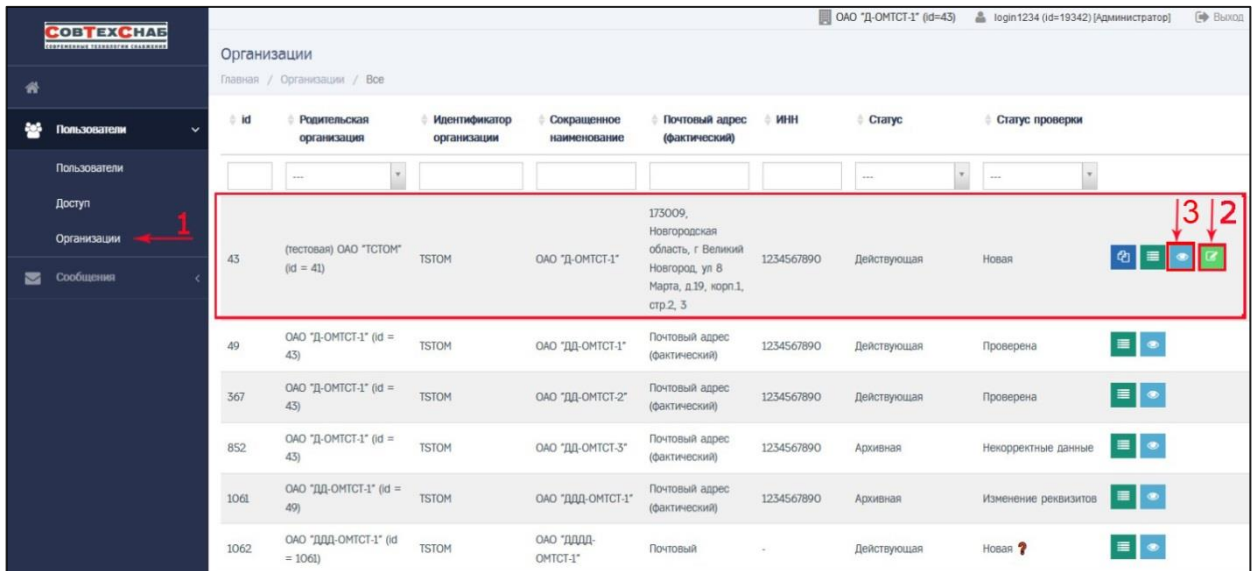 ОАО "Д-ОМТСТ-1" (id=43) login1234 (id=19342) [Администратор] Выход
СОВТЕХСНАБ
СОВРЕМЕННЫЕ ТЕХНОЛОГИИ СНАБЖЕНИЯ
Организации
Главная / Организации / Все
Пользователи
Пользователи
Доступ
Организации
1
Сообщения
id Родительская организация Идентификатор организации Сокращенное наименование Почтовый адрес (фактический) ИНН Статус Статус проверки
--- --- ---
3 2
43 (тестовая) ОАО "ТСТОМ" (id = 41) TSTOM ОАО "Д-ОМТСТ-1" 173009, Новгородская область, г Великий Новгород, ул 8 Марта, д.19, корп.1, стр.2, 3 1234567890 Действующая Новая
49 ОАО "Д-ОМТСТ-1" (id = 43) TSTOM ОАО "ДД-ОМТСТ-1" Почтовый адрес (фактический) 1234567890 Действующая Проверена
367 ОАО "Д-ОМТСТ-1" (id = 43) TSTOM ОАО "ДД-ОМТСТ-2" Почтовый адрес (фактический) 1234567890 Действующая Проверена
852 ОАО "Д-ОМТСТ-1" (id = 43) TSTOM ОАО "ДД-ОМТСТ-3" Почтовый адрес (фактический) 1234567890 Архивная Некорректные данные
1061 ОАО "ДД-ОМТСТ-1" (id = 49) TSTOM ОАО "ДДД-ОМТСТ-1" Почтовый адрес (фактический) 1234567890 Архивная Изменение реквизитов
1062 ОАО "ДДД-ОМТСТ-1" (id = 1061) TSTOM ОАО "ДДДД-ОМТСТ-1" Почтовый - Действующая Новая ?